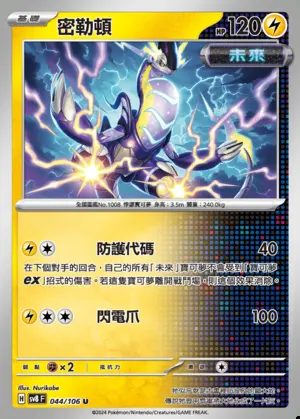 基礎 密勒頓 HP 120
未來
全國圖鑑No.1008 悖謬寶可夢 身高：3.5m 重量：240.0kg
防護代碼 40
在下個對手的回合，自己的所有「未來」寶可夢不會受到「寶可夢
ex」招式的傷害。若這隻寶可夢離開戰鬥場，則這個效果消除。
閃電爪 100
弱點 ×2 抵抗力 撤退
Illus. Nurikabe
H SV8 F 044/106 U
©2024 Pokémon/Nintendo/Creatures/GAME FREAK.